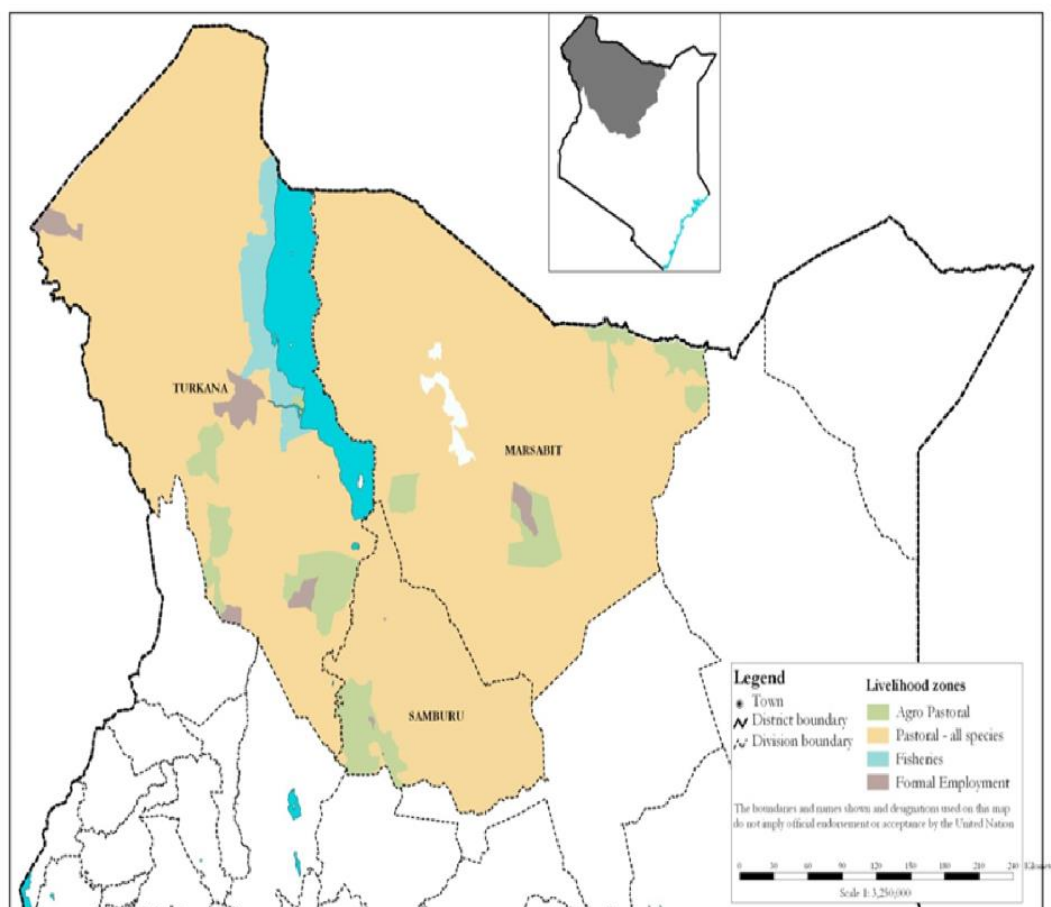 TURKANA
MARSABIT
SAMBURU
Legend
Town
District boundary
Division boundary
Livelihood zones
Agro Pastoral
Pastoral - all species
Fisheries
Formal Employment
The boundaries and names shown and designations used on this map
do not imply official endorsement or acceptance by the United Nation
0 30 60 90 120 150 180 210 240
Scale 1: 3,250,000